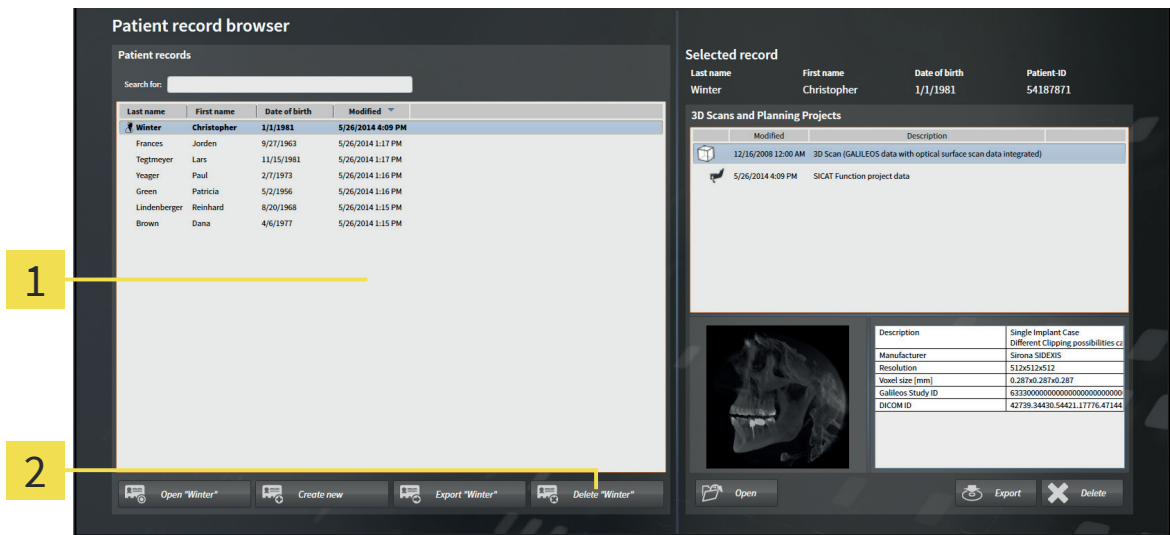 Patient record browser
Patient records
Search for:
Last name First name Date of birth Modified
Winter Christopher 1/1/1981 5/26/2014 4:09 PM
Frances Jorden 9/27/1963 5/26/2014 1:17 PM
Tegtmeyer Lars 11/15/1981 5/26/2014 1:17 PM
Yeager Paul 2/7/1973 5/26/2014 1:16 PM
Green Patricia 5/2/1956 5/26/2014 1:16 PM
Lindenberger Reinhard 8/20/1968 5/26/2014 1:15 PM
Brown Dana 4/6/1977 5/26/2014 1:15 PM
1
2
Open "Winter" Create new Export "Winter" Delete "Winter"
Selected record
Last name First name Date of birth Patient-ID
Winter Christopher 1/1/1981 54187871
3D Scans and Planning Projects
Modified Description
12/16/2008 12:00 AM 3D Scan (GALILEOS data with optical surface scan data integrated)
5/26/2014 4:09 PM SICAT Function project data
Description Single Implant Case
Different Clipping possibilities ca
Manufacturer Sirona SIDEXIS
Resolution 512x512x512
Voxel size [mm] 0.287x0.287x0.287
Galileos Study ID
DICOM ID 42739.34430.54421.17776.47144
Open Export Delete